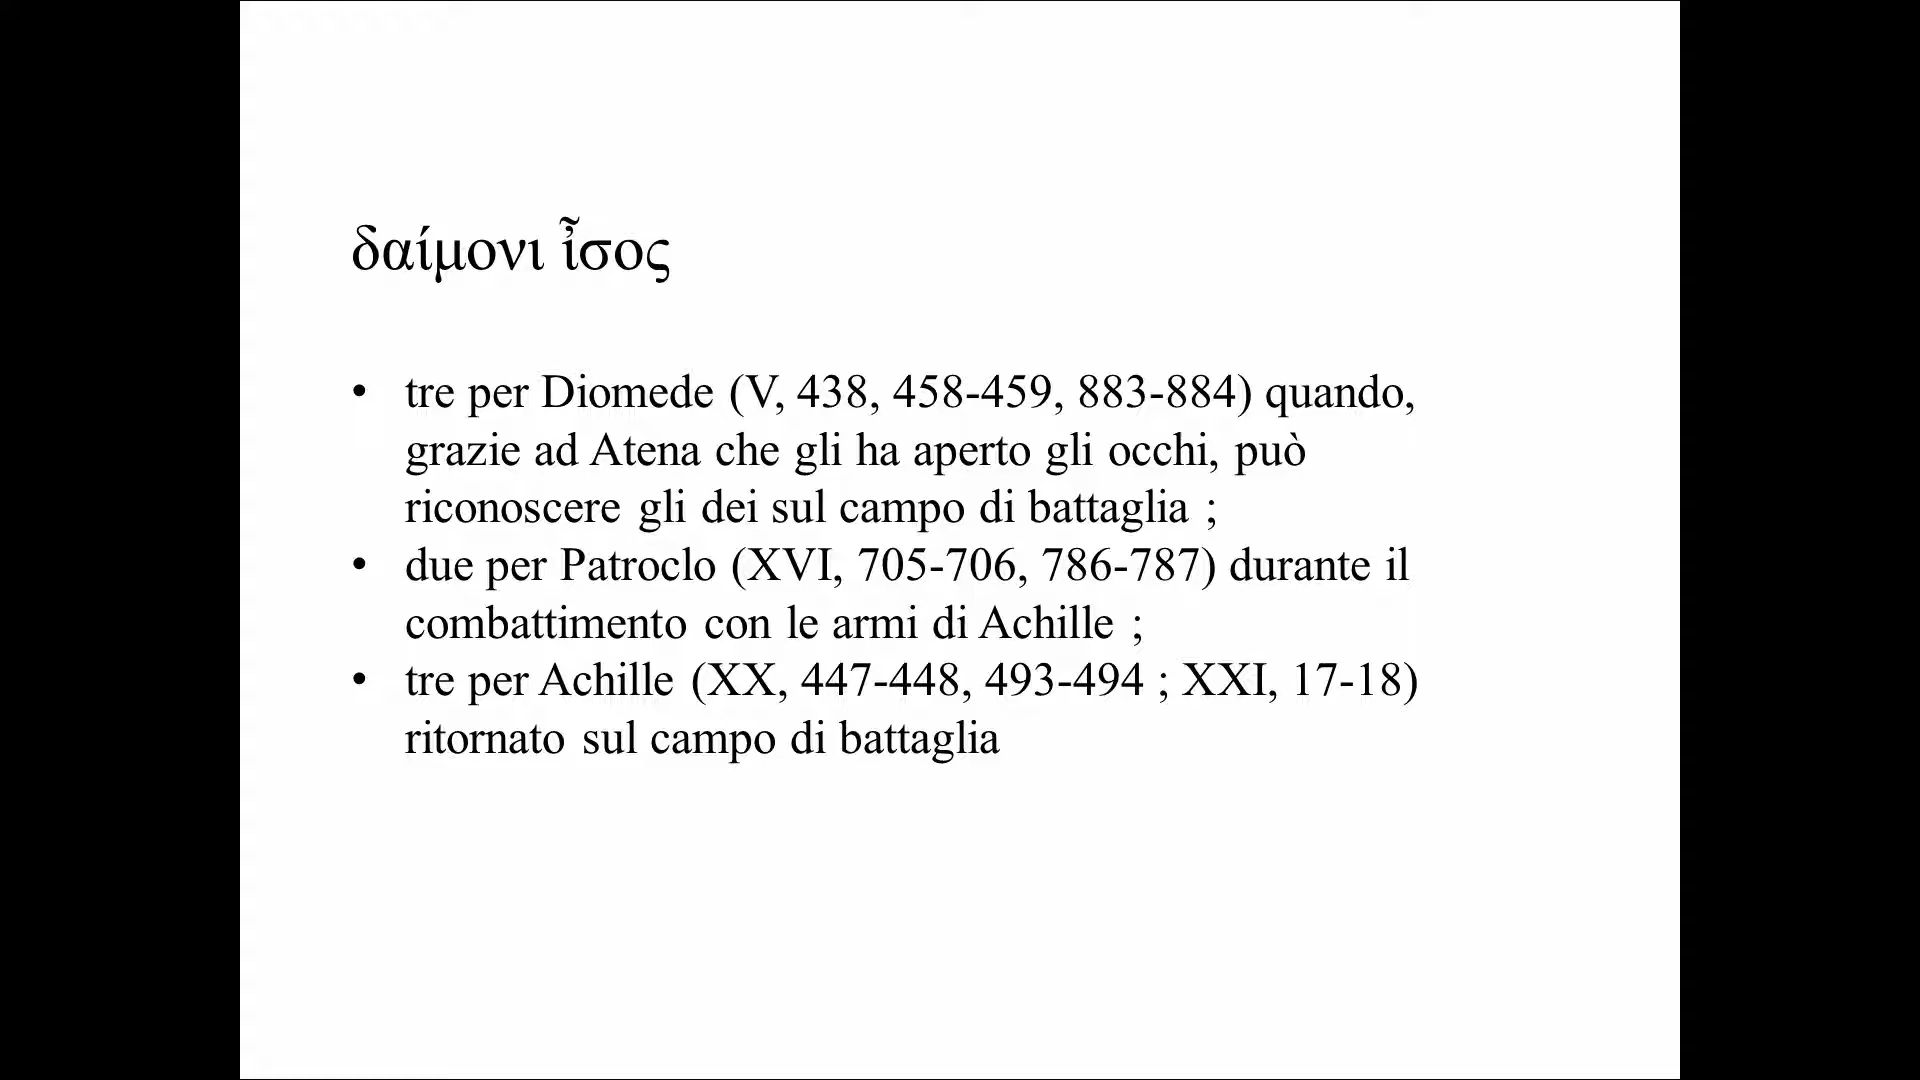 δαίμονι ἶσος
• tre per Diomede (V, 438, 458-459, 883-884) quando,
grazie ad Atena che gli ha aperto gli occhi, può
riconoscere gli dei sul campo di battaglia ;
• due per Patroclo (XVI, 705-706, 786-787) durante il
combattimento con le armi di Achille ;
• tre per Achille (XX, 447-448, 493-494 ; XXI, 17-18)
ritornato sul campo di battaglia